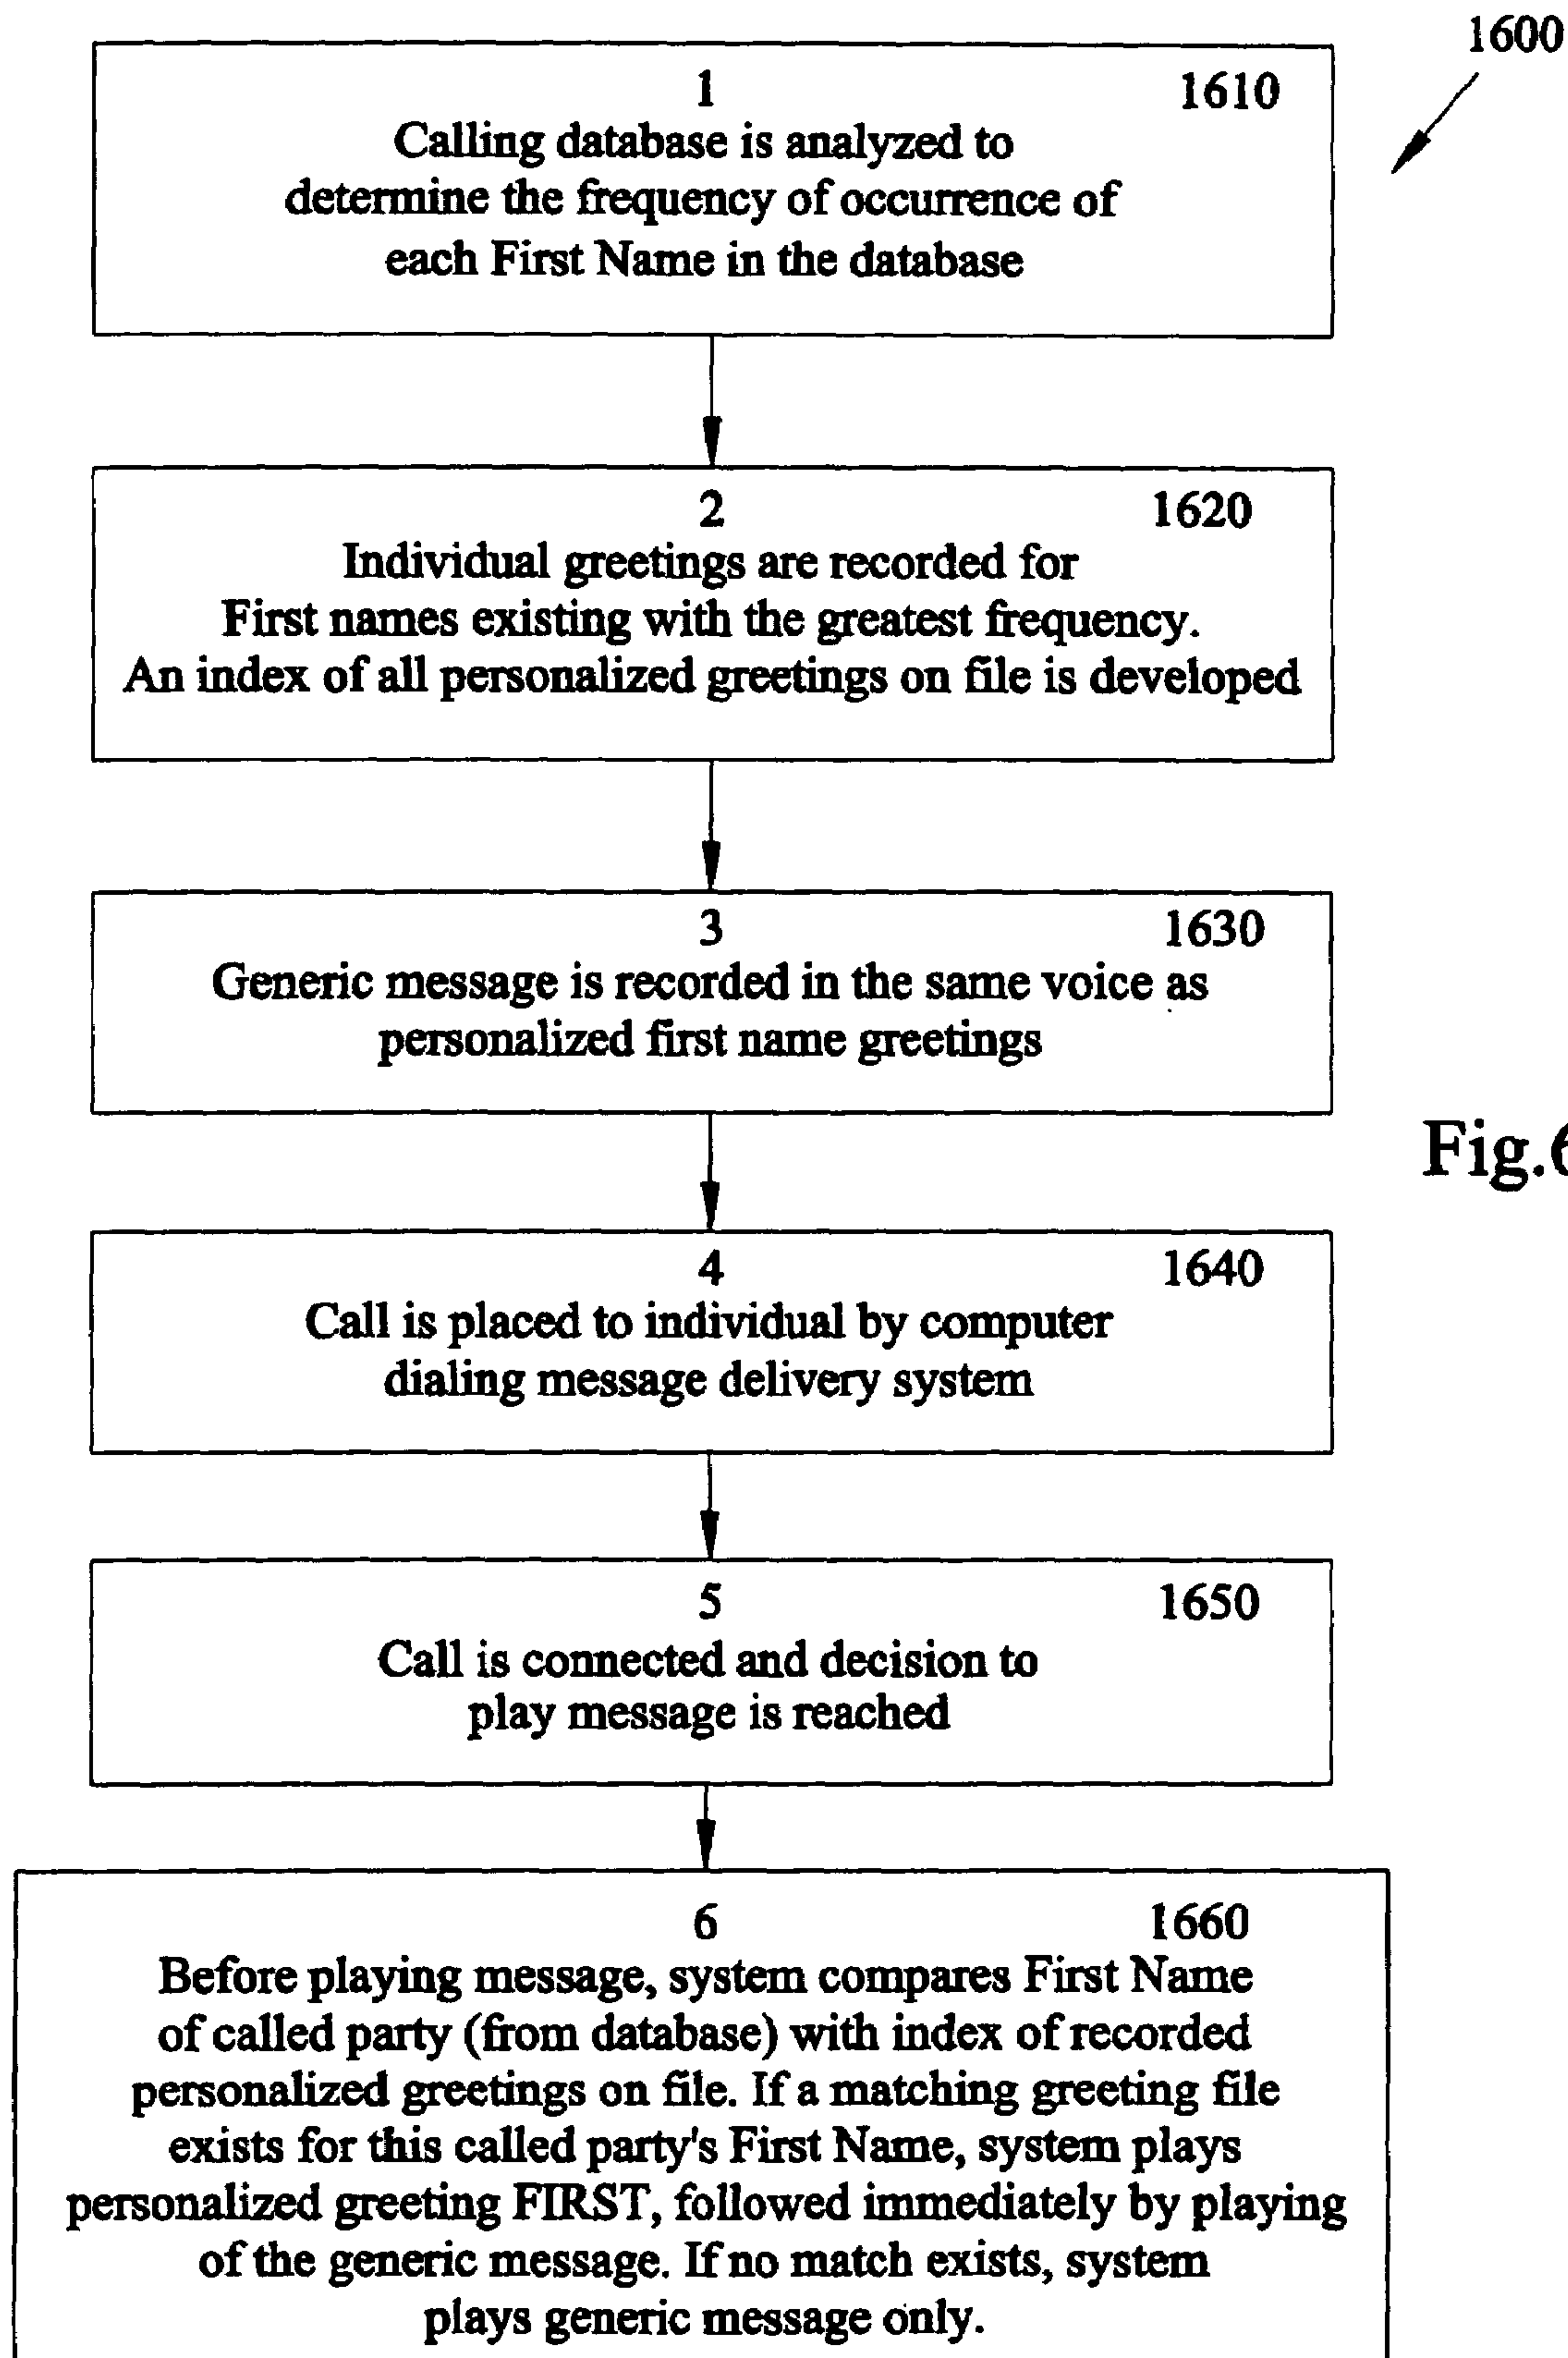 1600
1 1610
Calling database is analyzed to
determine the frequency of occurrence of
each First Name in the database
2 1620
Individual greetings are recorded for
First names existing with the greatest frequency.
An index of all personalized greetings on file is developed
3 1630
Generic message is recorded in the same voice as
personalized first name greetings
Fig.6
4 1640
Call is placed to individual by computer
dialing message delivery system
5 1650
Call is connected and decision to
play message is reached
6 1660
Before playing message, system compares First Name
of called party (from database) with index of recorded
personalized greetings on file. If a matching greeting file
exists for this called party's First Name, system plays
personalized greeting FIRST, followed immediately by playing
of the generic message. If no match exists, system
plays generic message only.